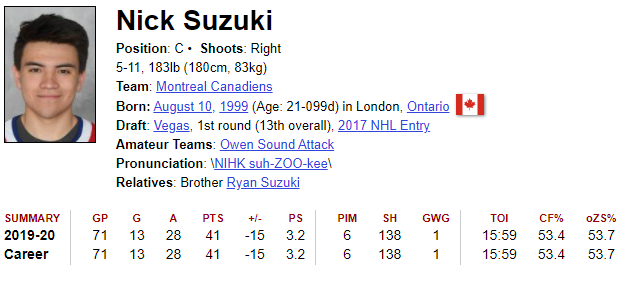 Nick Suzuki
Position: C • Shoots: Right
5-11, 183lb (180cm, 83kg)
Team: Montreal Canadiens
Born: August 10, 1999 (Age: 21-099d) in London, Ontario
Draft: Vegas, 1st round (13th overall), 2017 NHL Entry
Amateur Teams: Owen Sound Attack
Pronunciation: \NIHK suh-ZOO-kee\
Relatives: Brother Ryan Suzuki
SUMMARY GP G A PTS +/- PS PIM SH GWG TOI CF% oZS%
2019-20 71 13 28 41 -15 3.2 6 138 1 15:59 53.4 53.7
Career 71 13 28 41 -15 3.2 6 138 1 15:59 53.4 53.7